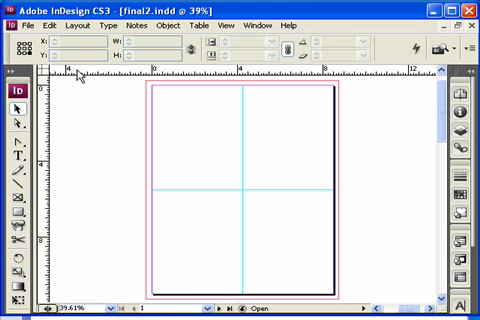 Adobe InDesign CS3 - [final2.indd @ 39%]
File Edit Layout Type Notes Object Table View Window Help
X: W:
Y: H:
Id
4 0 4 8 12
0
4
8
T
A
39.61% 1 Open